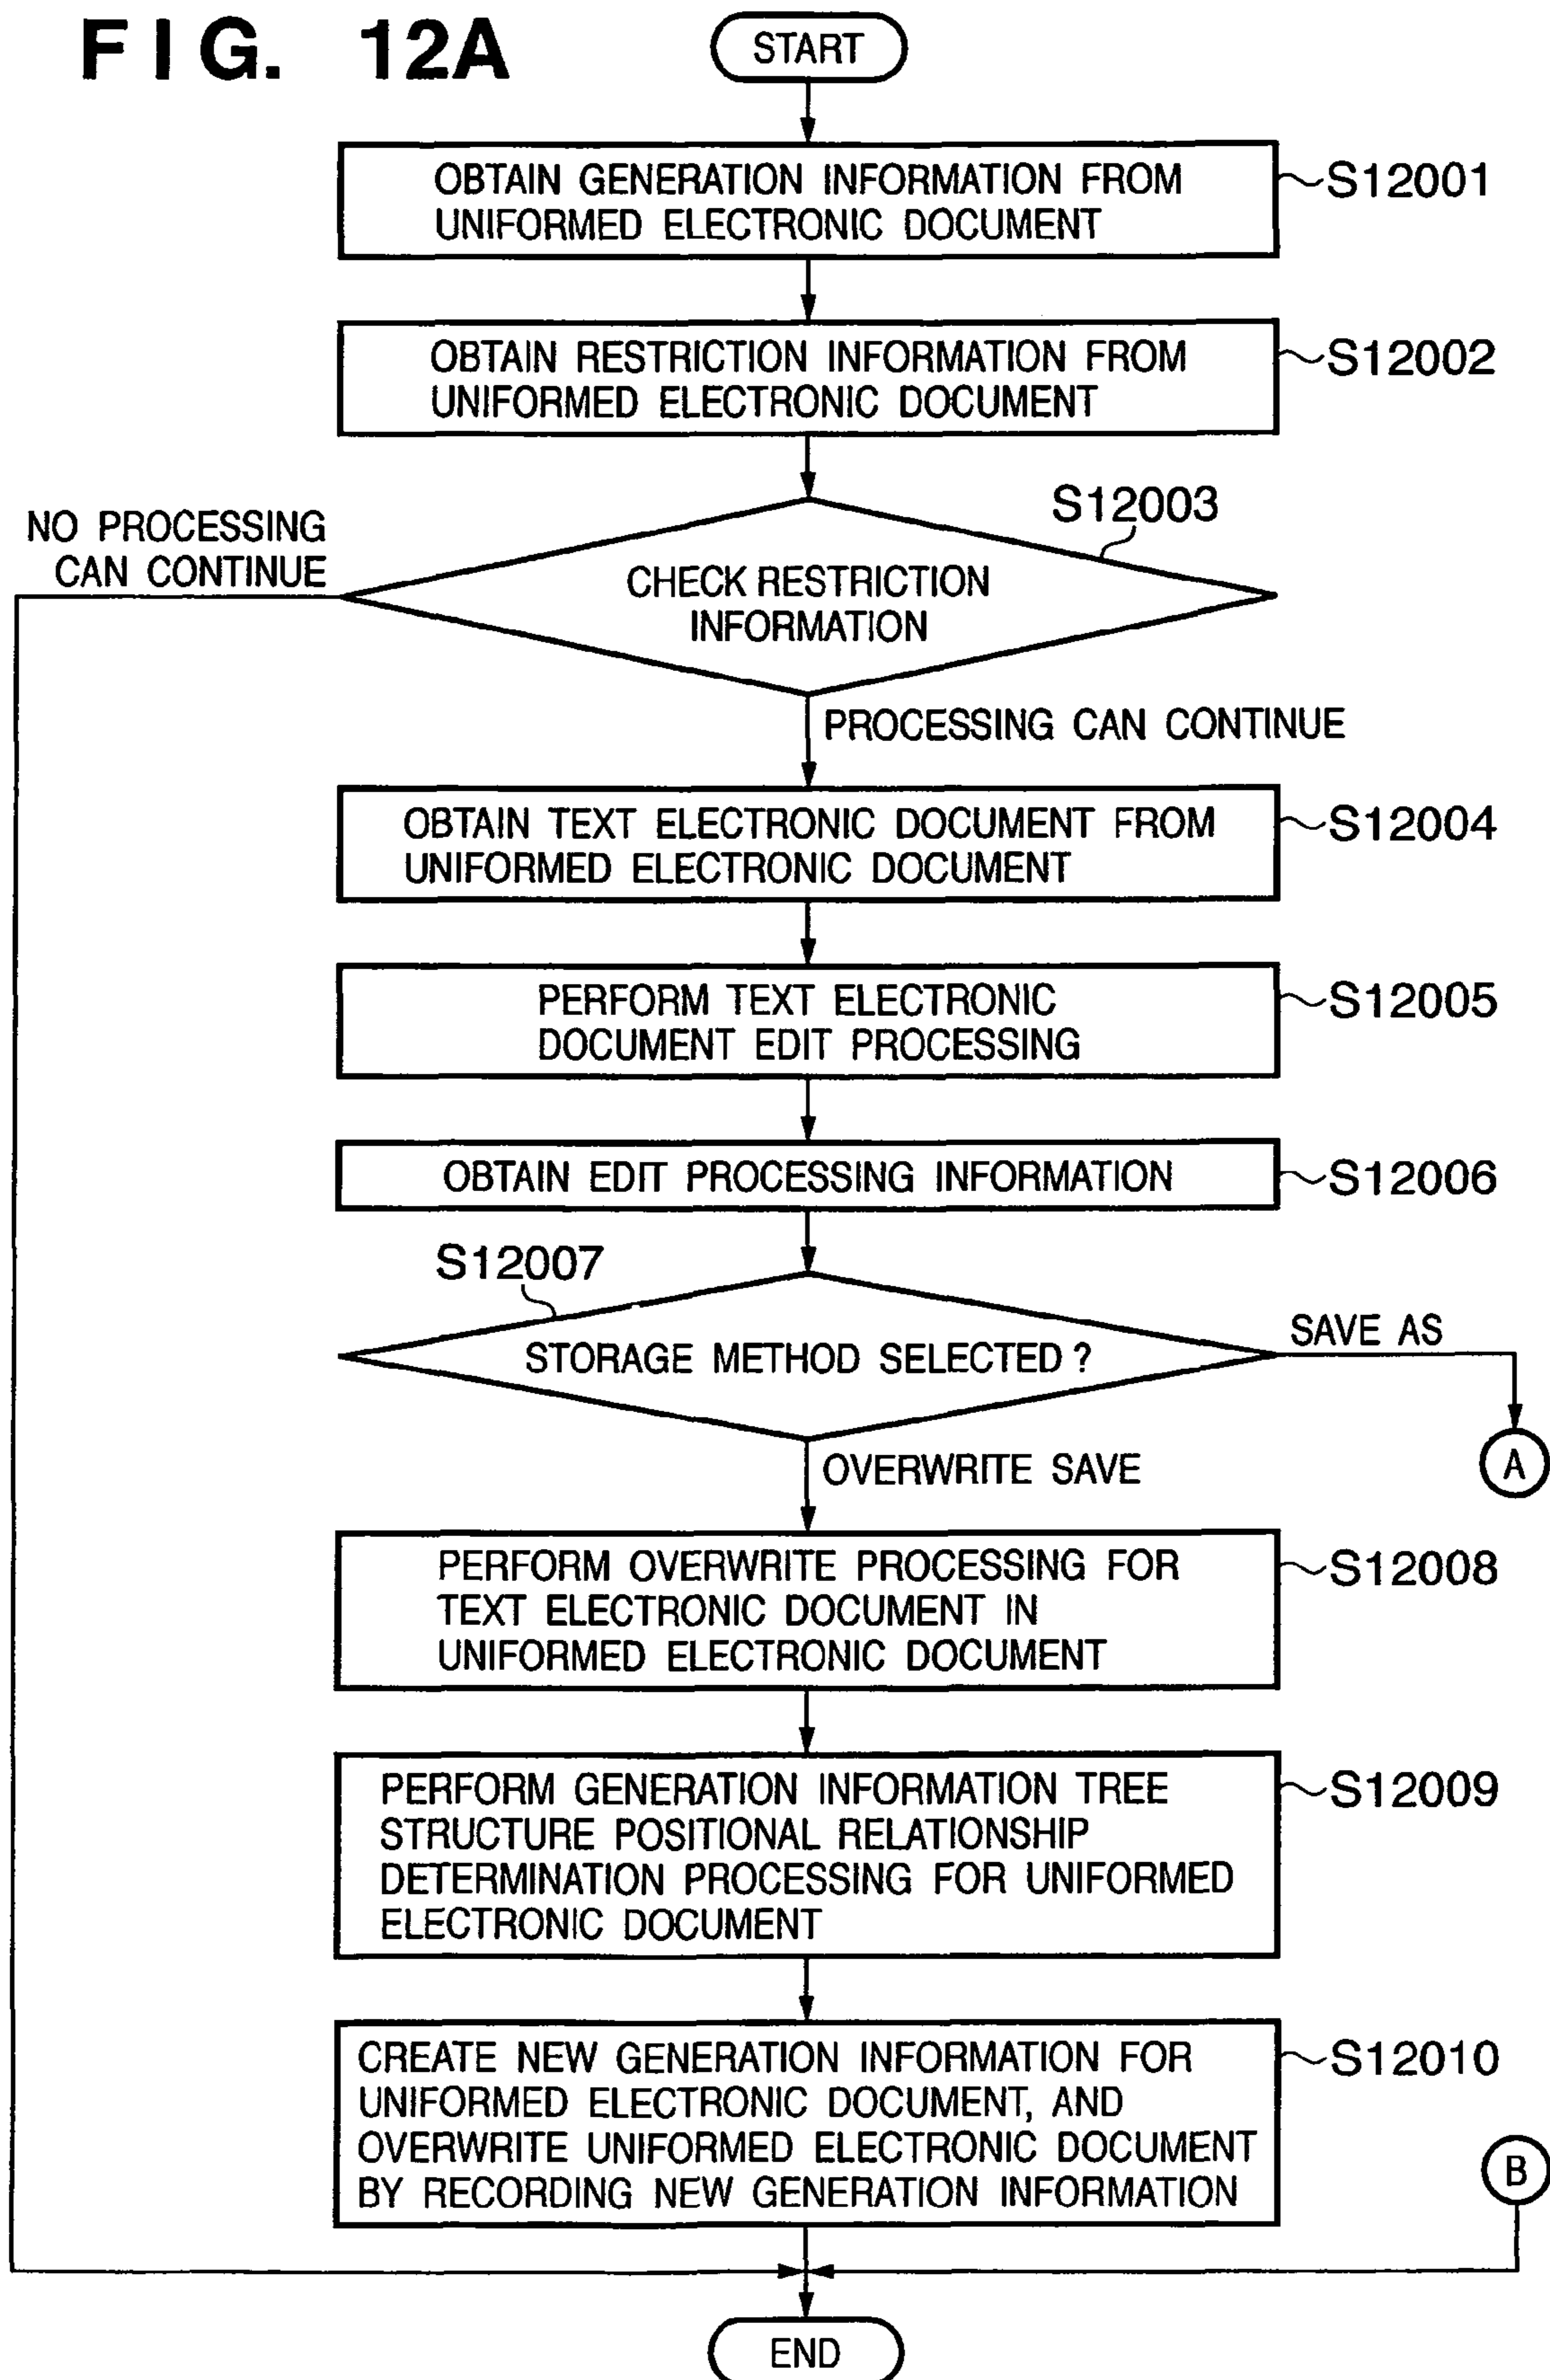 FIG. 12A
START
OBTAIN GENERATION INFORMATION FROM
UNIFORMED ELECTRONIC DOCUMENT
S12001
OBTAIN RESTRICTION INFORMATION FROM
UNIFORMED ELECTRONIC DOCUMENT
S12002
S12003
NO PROCESSING
CAN CONTINUE
CHECK RESTRICTION
INFORMATION
PROCESSING CAN CONTINUE
OBTAIN TEXT ELECTRONIC DOCUMENT FROM
UNIFORMED ELECTRONIC DOCUMENT
S12004
PERFORM TEXT ELECTRONIC
DOCUMENT EDIT PROCESSING
S12005
OBTAIN EDIT PROCESSING INFORMATION
S12006
S12007
STORAGE METHOD SELECTED ?
SAVE AS
A
OVERWRITE SAVE
PERFORM OVERWRITE PROCESSING FOR
TEXT ELECTRONIC DOCUMENT IN
UNIFORMED ELECTRONIC DOCUMENT
S12008
PERFORM GENERATION INFORMATION TREE
STRUCTURE POSITIONAL RELATIONSHIP
DETERMINATION PROCESSING FOR UNIFORMED
ELECTRONIC DOCUMENT
S12009
CREATE NEW GENERATION INFORMATION FOR
UNIFORMED ELECTRONIC DOCUMENT, AND
OVERWRITE UNIFORMED ELECTRONIC DOCUMENT
BY RECORDING NEW GENERATION INFORMATION
S12010
B
END